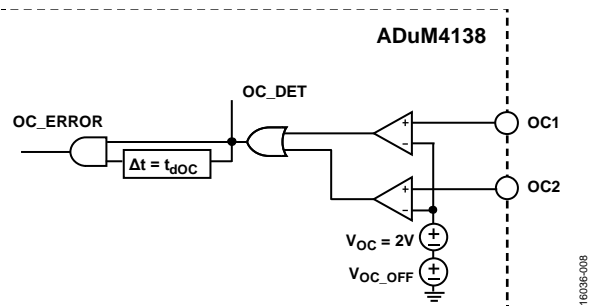 ADuM4138
OC_DET
OC_ERROR
OC1
Δt = tdOC
OC2
+
−
+
−
VOC = 2V
VOC_OFF
16036-008